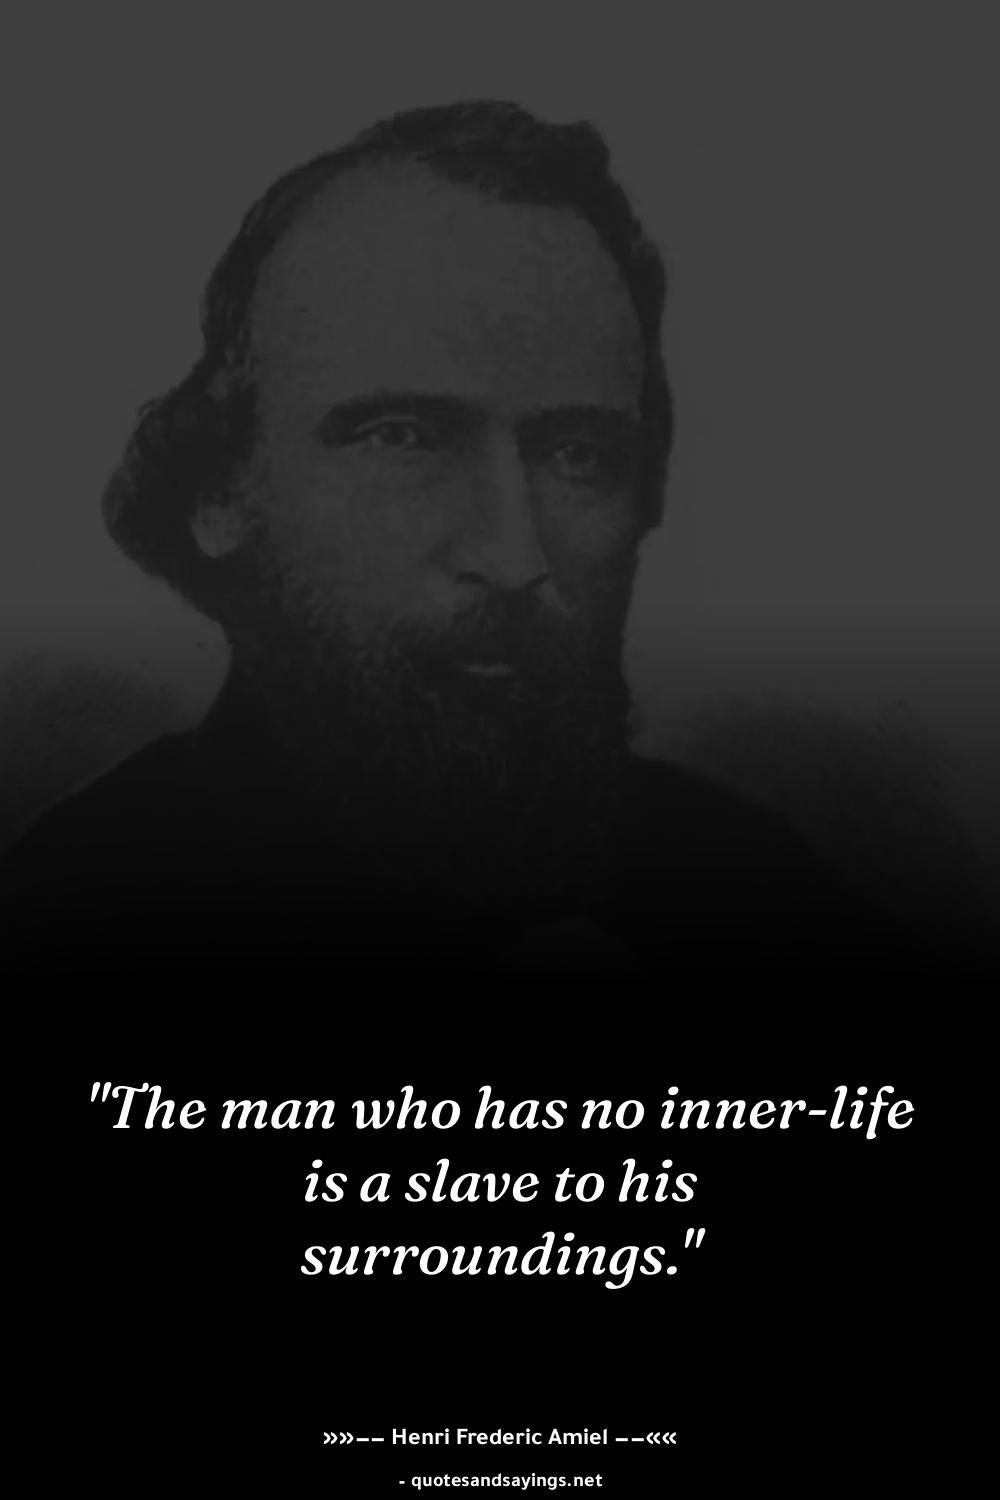 "The man who has no inner-life
is a slave to his
surroundings."
»»–– Henri Frederic Amiel ––««
- quotesandsayings.net